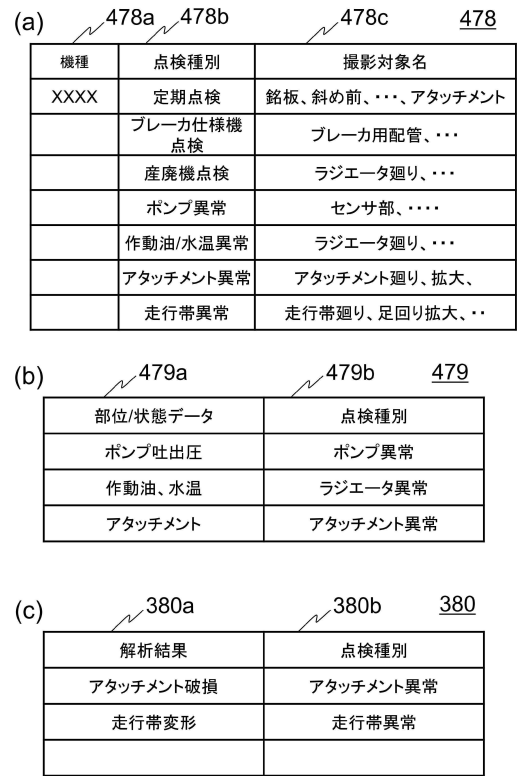 (a) 478a 478b 478c 478
機種 点検種別 撮影対象名
XXXX 定期点検 銘板、斜め前、・・・、アタッチメント
ブレーカ仕様機
点検 ブレーカ用配管、・・・
産廃機点検 ラジエータ廻り、・・・
ポンプ異常 センサ部、・・・・
作動油/水温異常 ラジエータ廻り、・・・
アタッチメント異常 アタッチメント廻り、拡大、
走行帯異常 走行帯廻り、足回り拡大、・・
(b) 479a 479b 479
部位/状態データ 点検種別
ポンプ吐出圧 ポンプ異常
作動油、水温 ラジエータ異常
アタッチメント アタッチメント異常
(c) 380a 380b 380
解析結果 点検種別
アタッチメント破損 アタッチメント異常
走行帯変形 走行帯異常